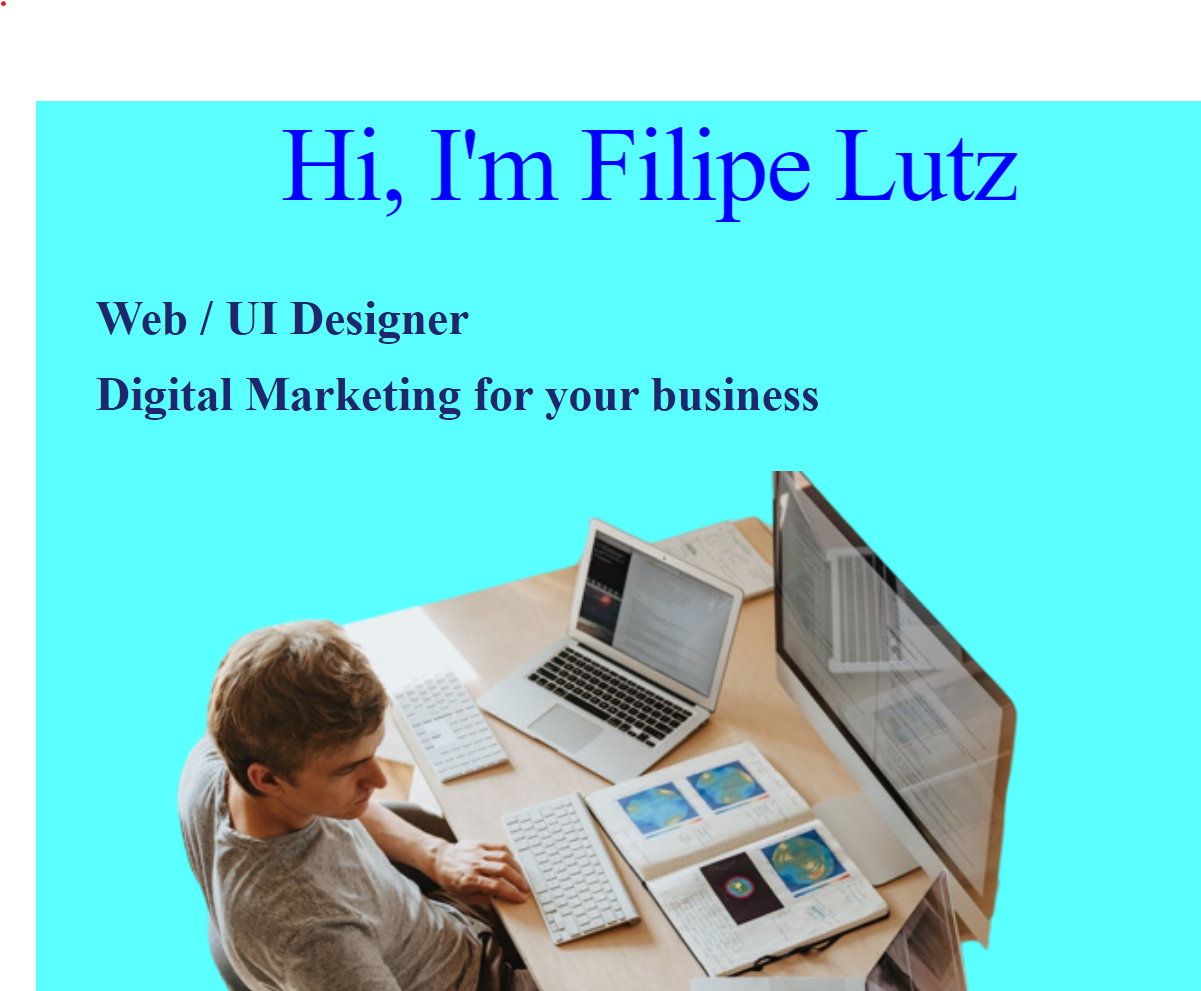 Hi, I'm Filipe Lutz
Web / UI Designer
Digital Marketing for your business